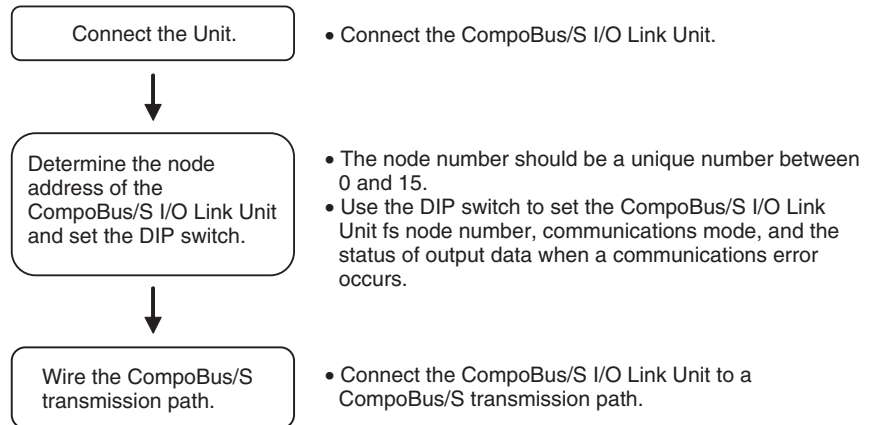 Connect the Unit.
• Connect the CompoBus/S I/O Link Unit.
Determine the node
address of the
CompoBus/S I/O Link Unit
and set the DIP switch.
• The node number should be a unique number between
0 and 15.
• Use the DIP switch to set the CompoBus/S I/O Link
Unit fs node number, communications mode, and the
status of output data when a communications error
occurs.
Wire the CompoBus/S
transmission path.
• Connect the CompoBus/S I/O Link Unit to a
CompoBus/S transmission path.